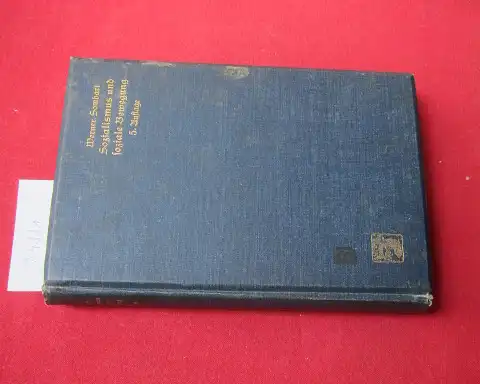 Werner Sombart
Sozialismus und
soziale Bewegung
5. Auflage